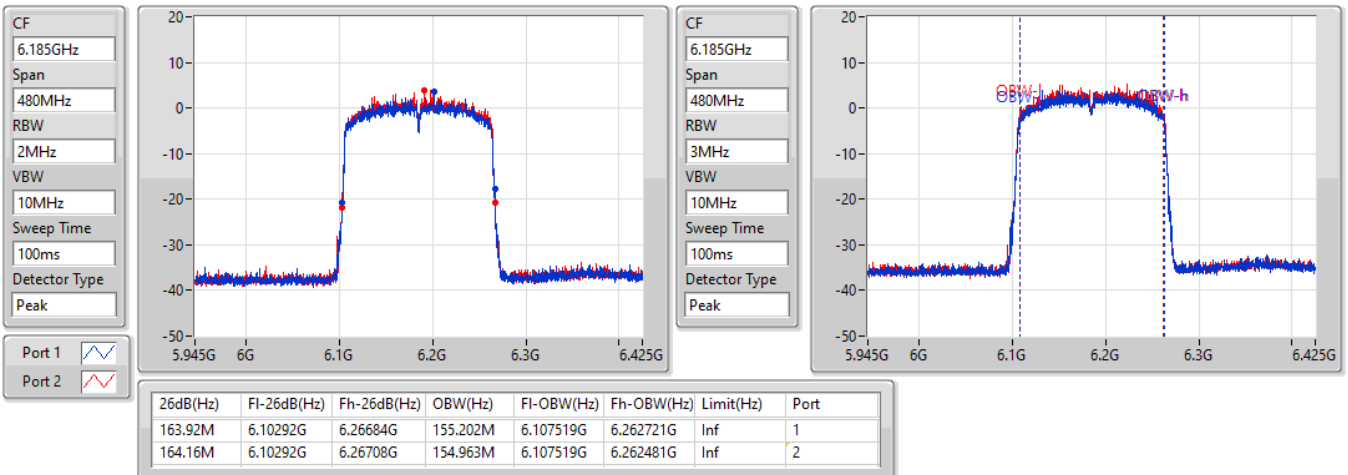 CF
6.185GHz
Span
480MHz
RBW
2MHz
VBW
10MHz
Sweep Time
100ms
Detector Type
Peak
Port 1
Port 2
20
10
0
-10
-20
-30
-40
-50
5.945G 6G 6.1G 6.2G 6.3G 6.425G
CF
6.185GHz
Span
480MHz
RBW
3MHz
VBW
10MHz
Sweep Time
100ms
Detector Type
Peak
20
10
0
-10
-20
-30
-40
-50
OBW-l OBW-h
OBW-l OBW-h
5.945G 6G 6.1G 6.2G 6.3G 6.425G
26dB(Hz) Fl-26dB(Hz) Fh-26dB(Hz) OBW(Hz) Fl-OBW(Hz) Fh-OBW(Hz) Limit(Hz) Port
163.92M 6.10292G 6.26684G 155.202M 6.107519G 6.262721G Inf 1
164.16M 6.10292G 6.26708G 154.963M 6.107519G 6.262481G Inf 2